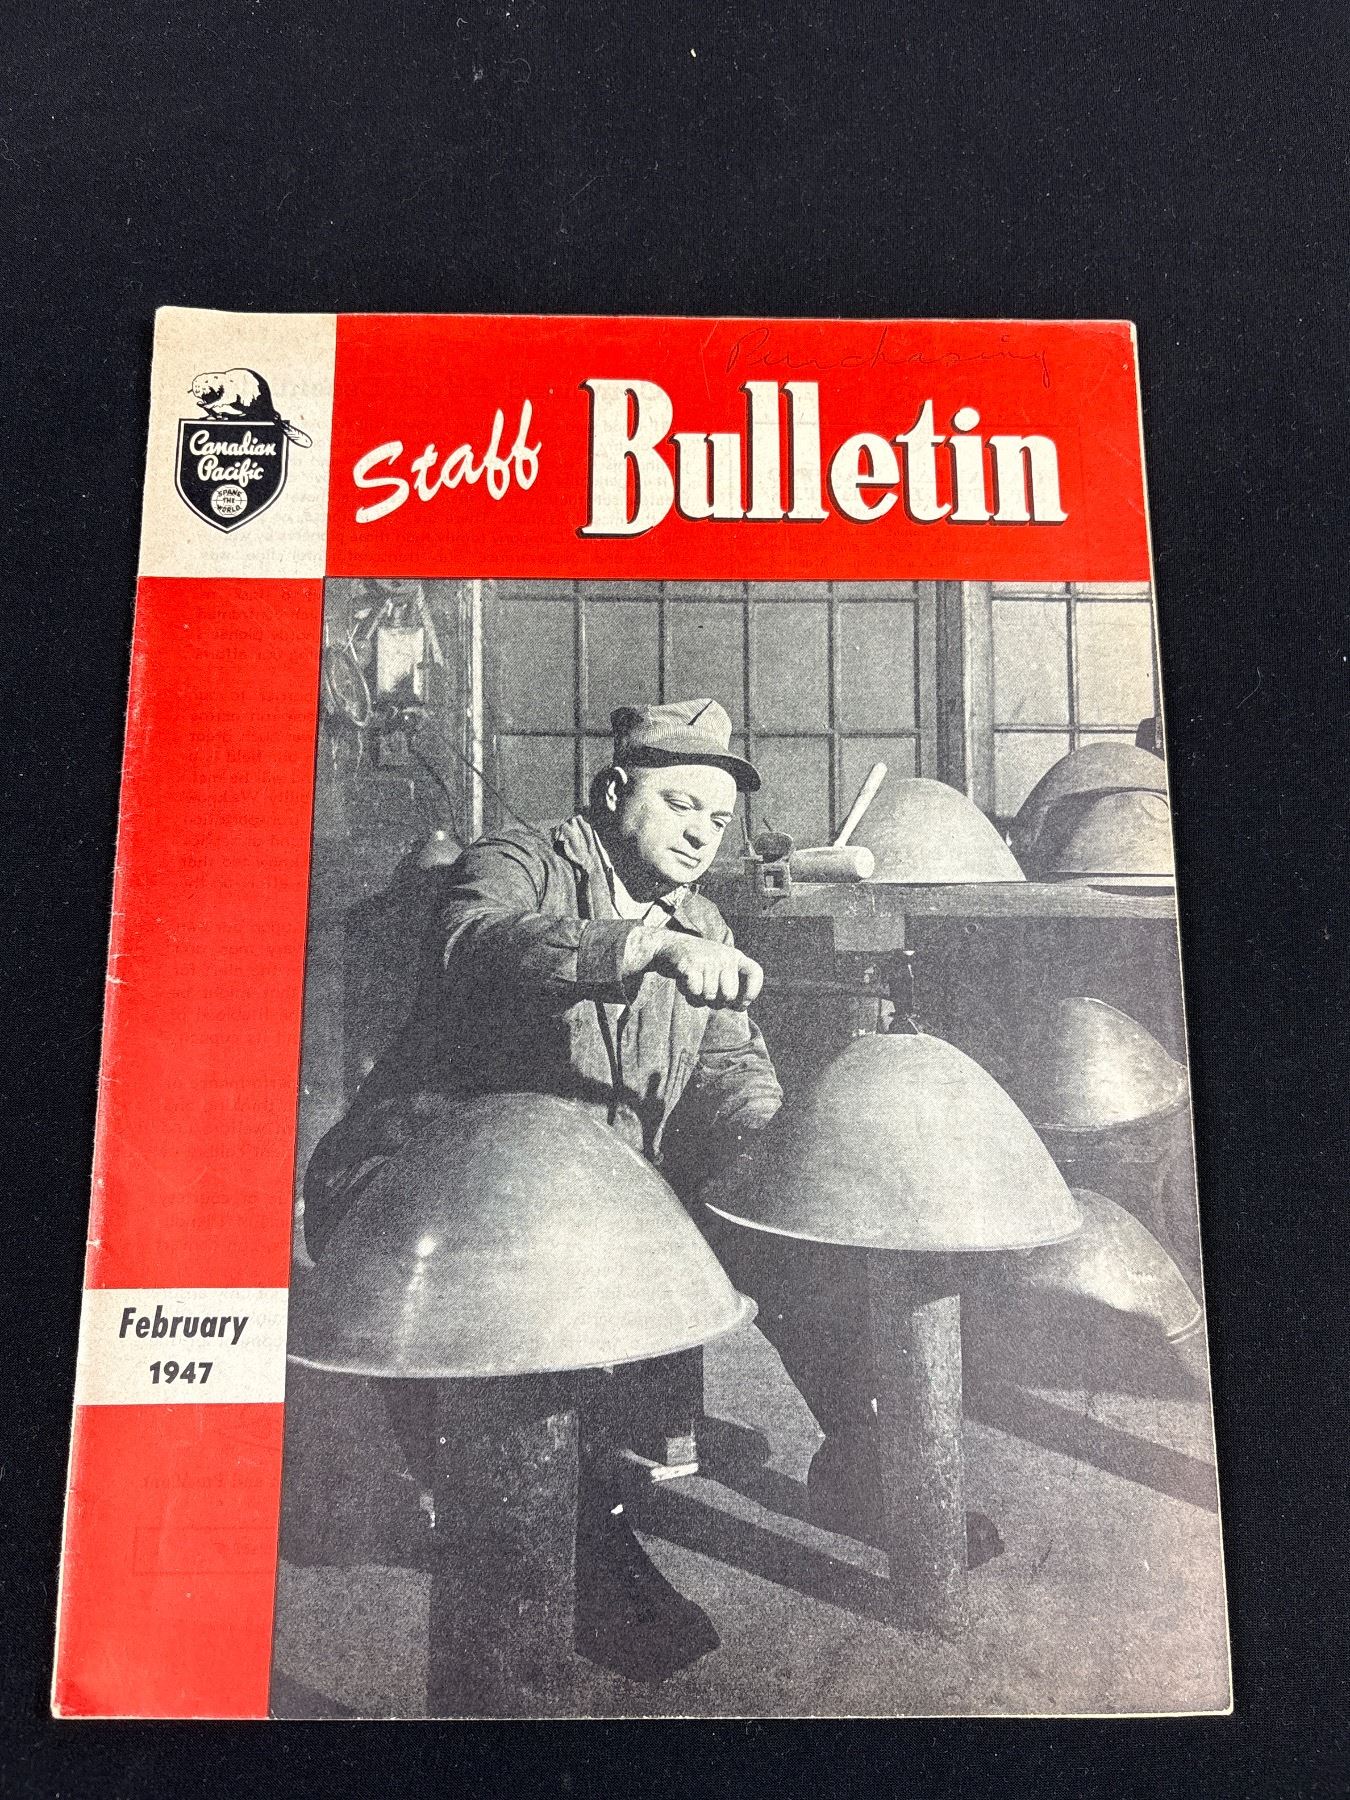 Purchasing
Staff Bulletin
Canadian
Pacific
SPANS
THE
WORLD
February
1947